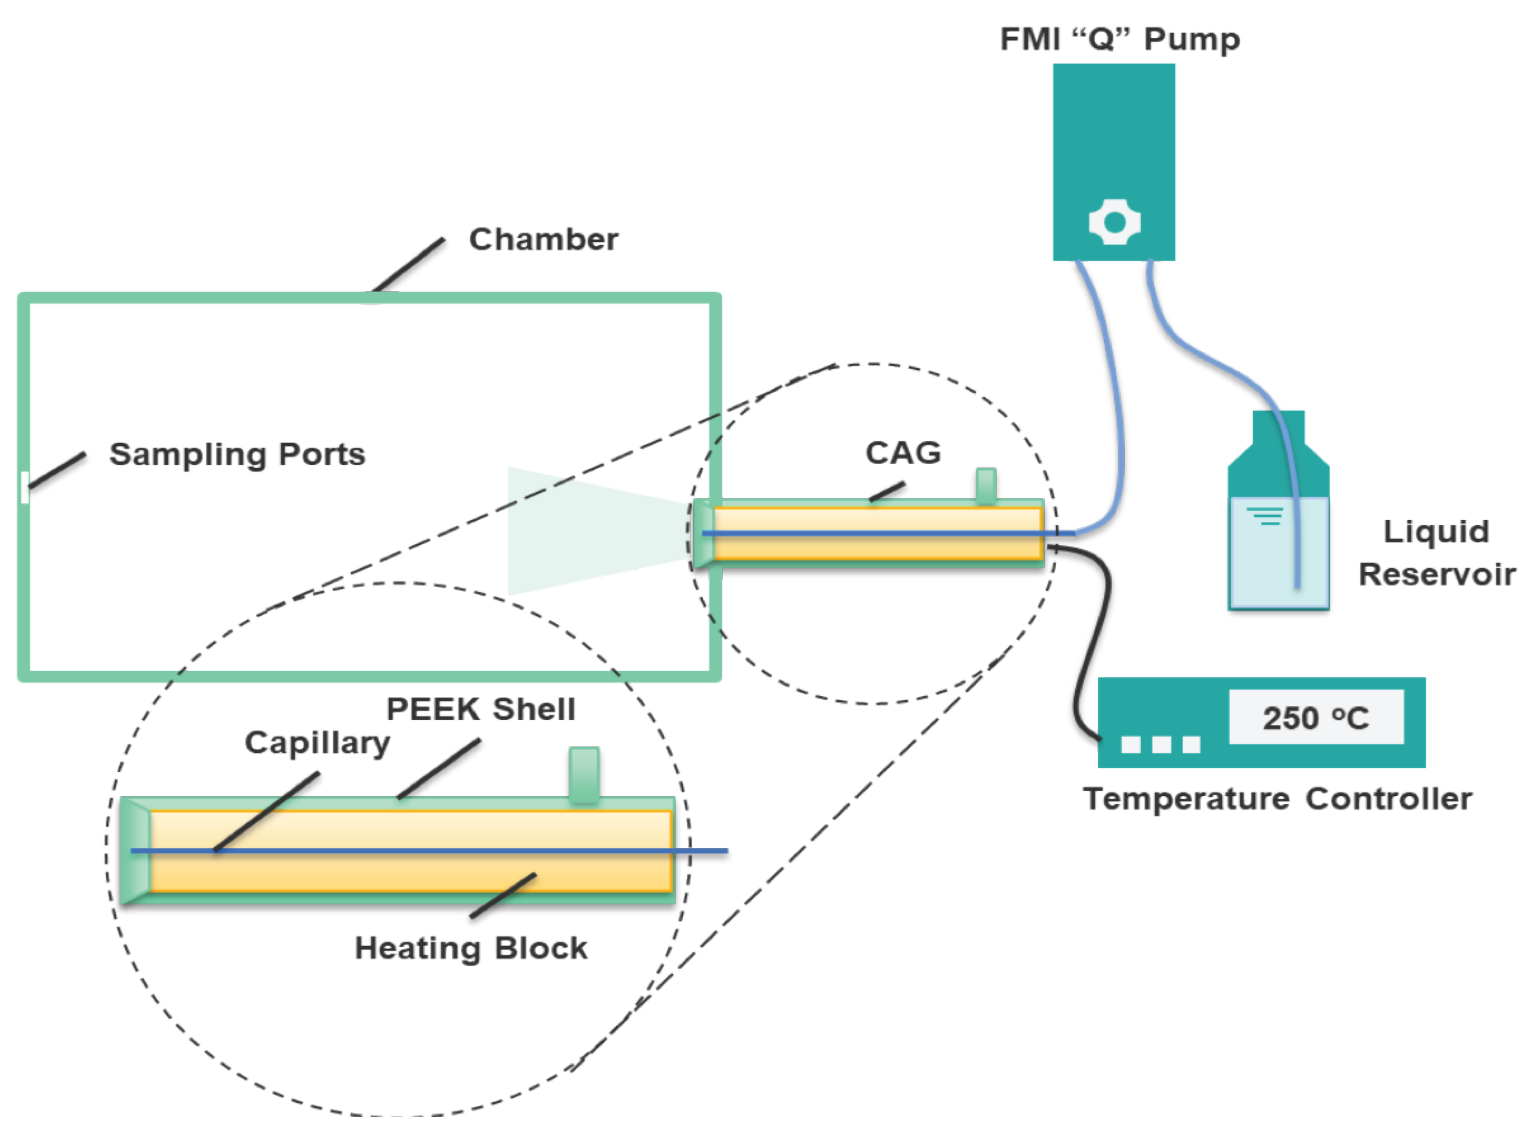 FMI “Q” Pump
Chamber
Sampling Ports
CAG
Liquid
Reservoir
PEEK Shell
Capillary
250 °C
Temperature Controller
Heating Block